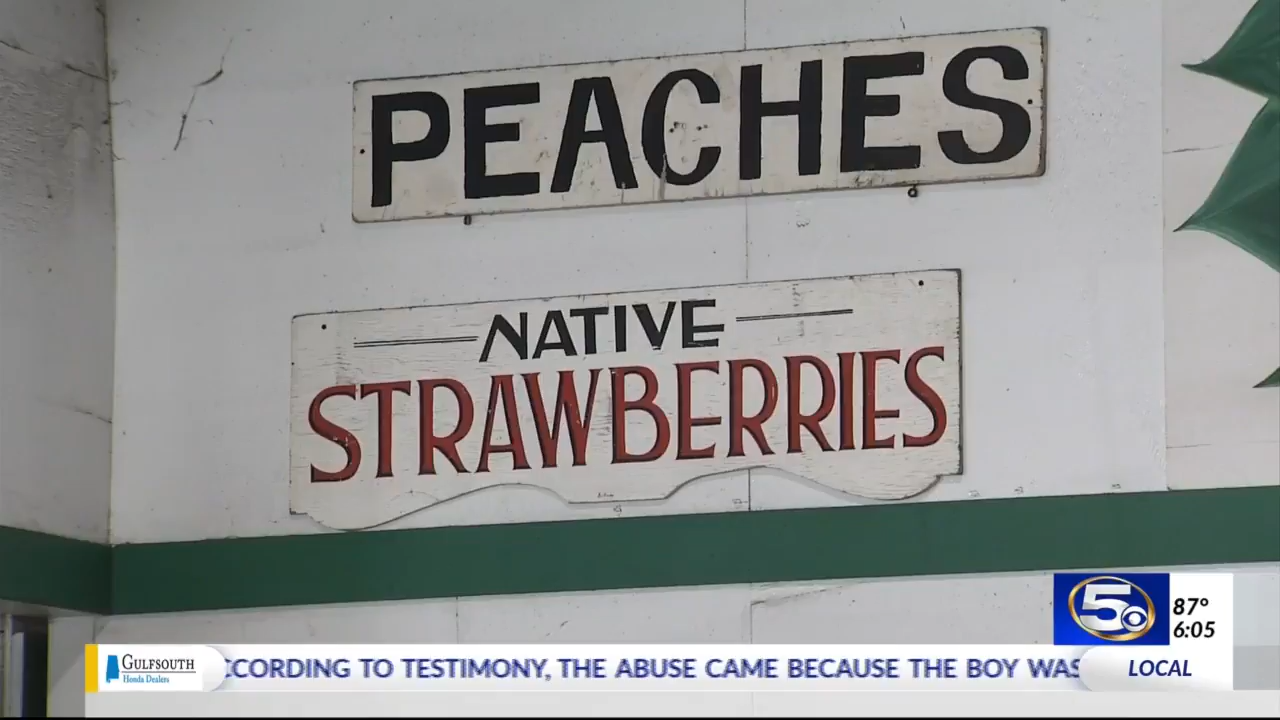 PEACHES
NATIVE
STRAWBERRIES
5
87°
6:05
GULFSOUTH
Honda Dealers
CCORDING TO TESTIMONY, THE ABUSE CAME BECAUSE THE BOY WAS
LOCAL